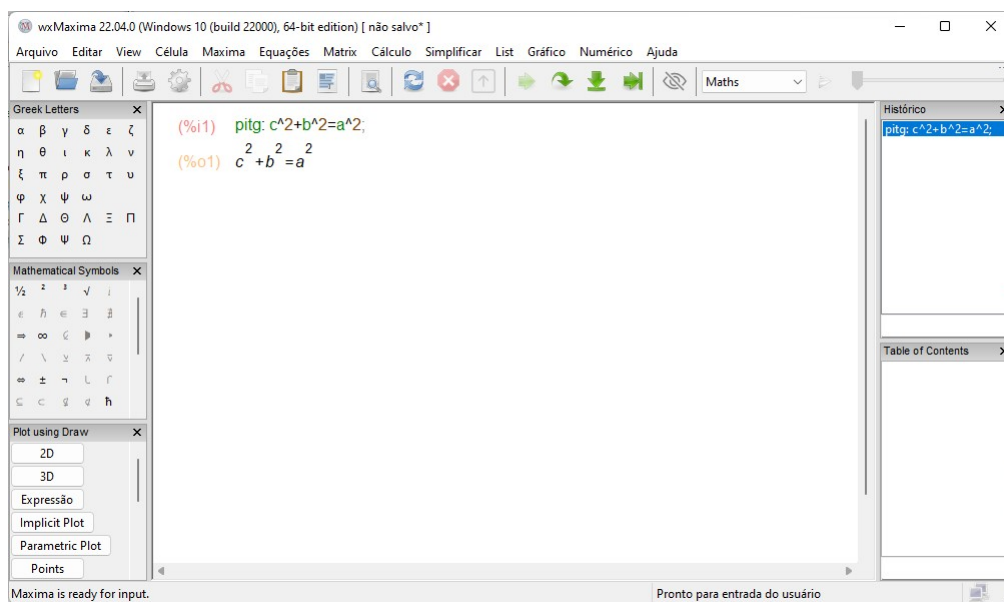 wxMaxima 22.04.0 (Windows 10 (build 22000), 64-bit edition) [ não salvo* ]
Arquivo Editar View Célula Maxima Equações Matrix Cálculo Simplificar List Gráfico Numérico Ajuda
Maths
Greek Letters
α β γ δ ε ζ
η θ ι κ λ ν
ξ π ρ σ τ υ
φ χ ψ ω
Γ Δ Θ Λ Ξ Π
Σ Φ Ψ Ω
Mathematical Symbols
½ ² ³ √
ℏ ∈ ∃ ∄
⇒ ∞
/ \ ⊻ ⊼ ⊽
⇔ ± ¬
⊆ ⊂ ⊄ ħ
Plot using Draw
2D
3D
Expressão
Implicit Plot
Parametric Plot
Points
(%i1) pitg: c^2+b^2=a^2;
(%o1) c²+b²=a²
Histórico
pitg: c^2+b^2=a^2;
Table of Contents
Maxima is ready for input.
Pronto para entrada do usuário